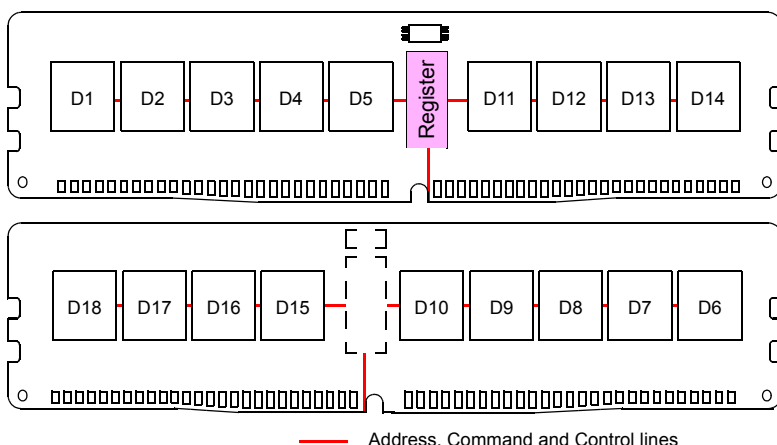 D1 D2 D3 D4 D5 Register D11 D12 D13 D14
D18 D17 D16 D15 D10 D9 D8 D7 D6
Address, Command and Control lines